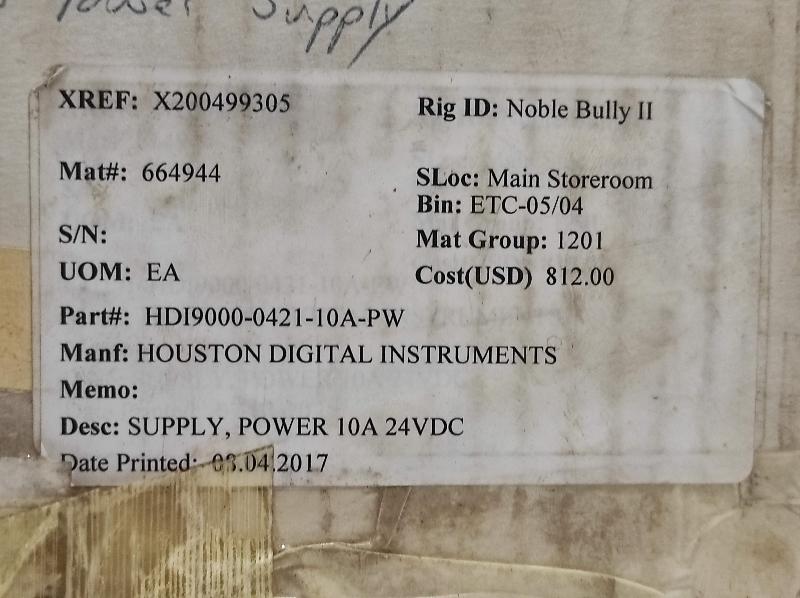 Power Supply
XREF: X200499305
Rig ID: Noble Bully II
Mat#: 664944
SLoc: Main Storeroom
Bin: ETC-05/04
S/N:
Mat Group: 1201
UOM: EA
Cost(USD) 812.00
Part#: HDI9000-0421-10A-PW
Manf: HOUSTON DIGITAL INSTRUMENTS
Memo:
Desc: SUPPLY, POWER 10A 24VDC
Date Printed: 03.04.2017